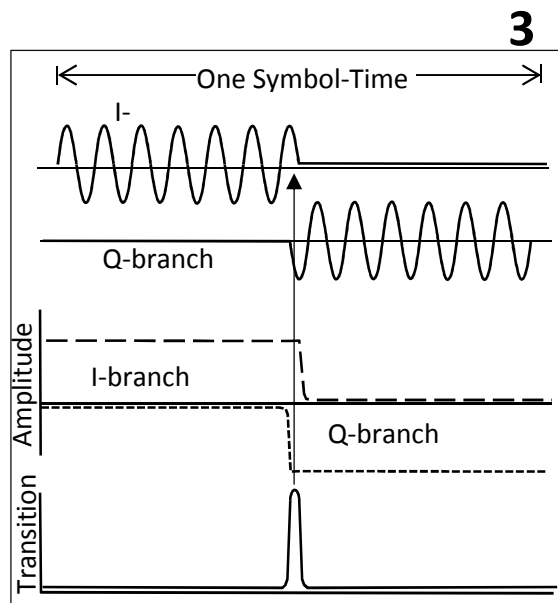 3
One Symbol-Time
I-
Q-branch
Amplitude
I-branch
Q-branch
Transition